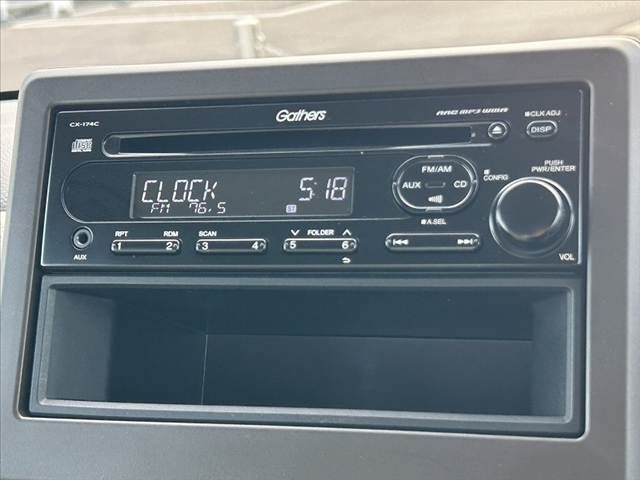 Gathers
AAC MP3 WMA
CX-174C
CLK ADJ
DISP
FM/AM
AUX
CD
CONFIG
PUSH
PWR/ENTER
CLOCK 5:18
FM 76.5 ST
A.SEL
AUX
RPT RDM SCAN FOLDER
1 2 3 4 5 6
VOL